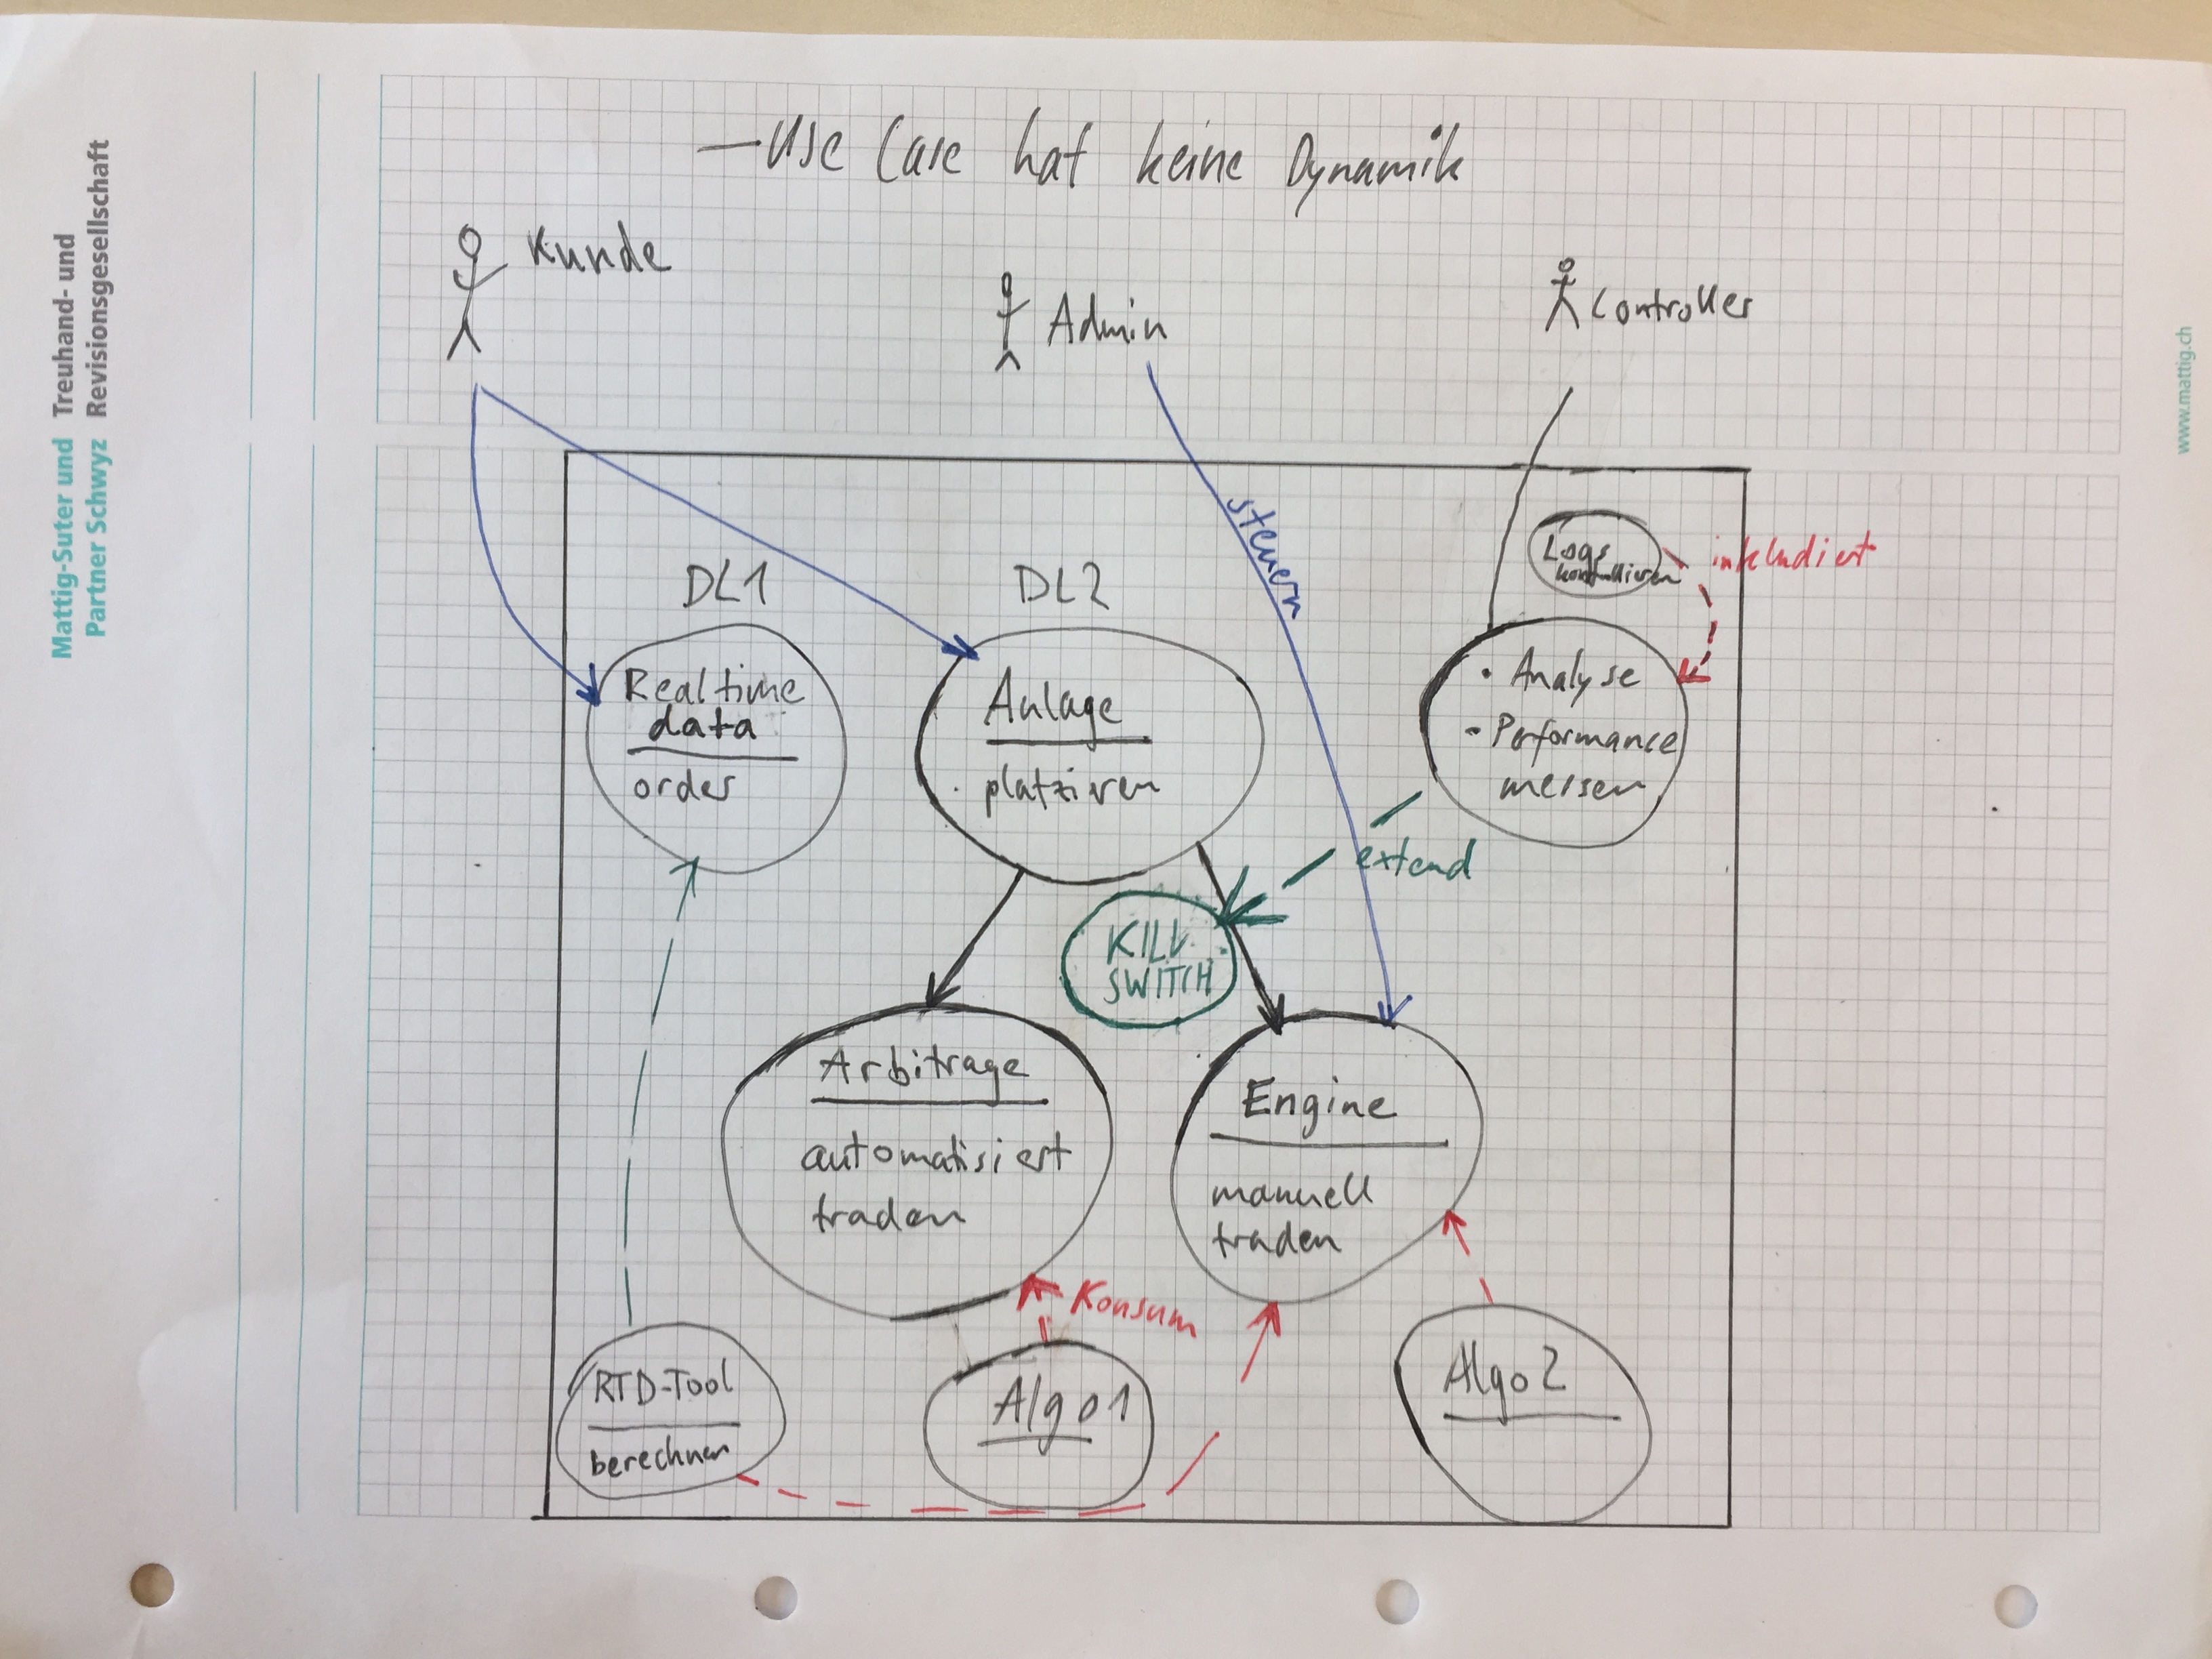 — Use Case hat keine Dynamik
Kunde
Admin
Controller
Mattig-Suter und
Partner Schwyz
Treuhand- und
Revisionsgesellschaft
www.mattig.ch
steuern
Logs
kontrollieren
inkludiert
DL1
DL2
Realtime
data
order
Anlage
platzieren
• Analyse
- Performance
messen
extend
KILL
SWITCH
Arbitrage
automatisiert
traden
Engine
manuell
traden
Konsum
RTD-Tool
berechnen
Algo1
Algo2